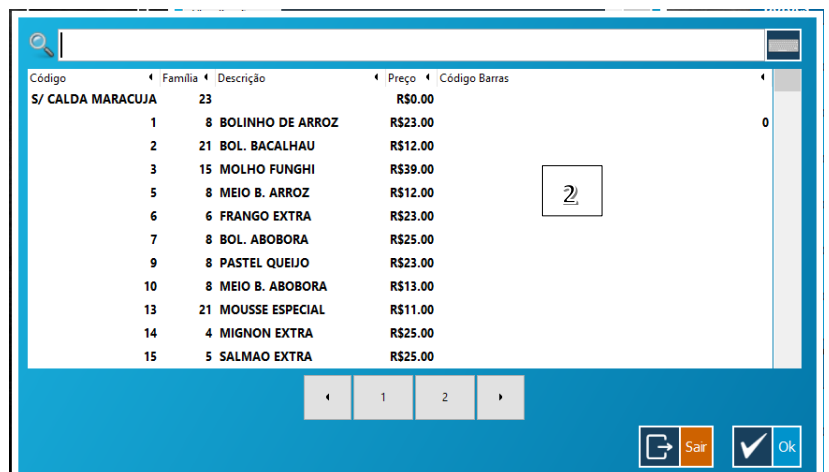 Código Família Descrição Preço Código Barras
S/ CALDA MARACUJA 23 R$0.00
1 8 BOLINHO DE ARROZ R$23.00 0
2 21 BOL. BACALHAU R$12.00
3 15 MOLHO FUNGHI R$39.00
5 8 MEIO B. ARROZ R$12.00
2
6 6 FRANGO EXTRA R$23.00
7 8 BOL. ABOBORA R$25.00
9 8 PASTEL QUEIJO R$23.00
10 8 MEIO B. ABOBORA R$13.00
13 21 MOUSSE ESPECIAL R$11.00
14 4 MIGNON EXTRA R$25.00
15 5 SALMAO EXTRA R$25.00
1 2
Sair Ok